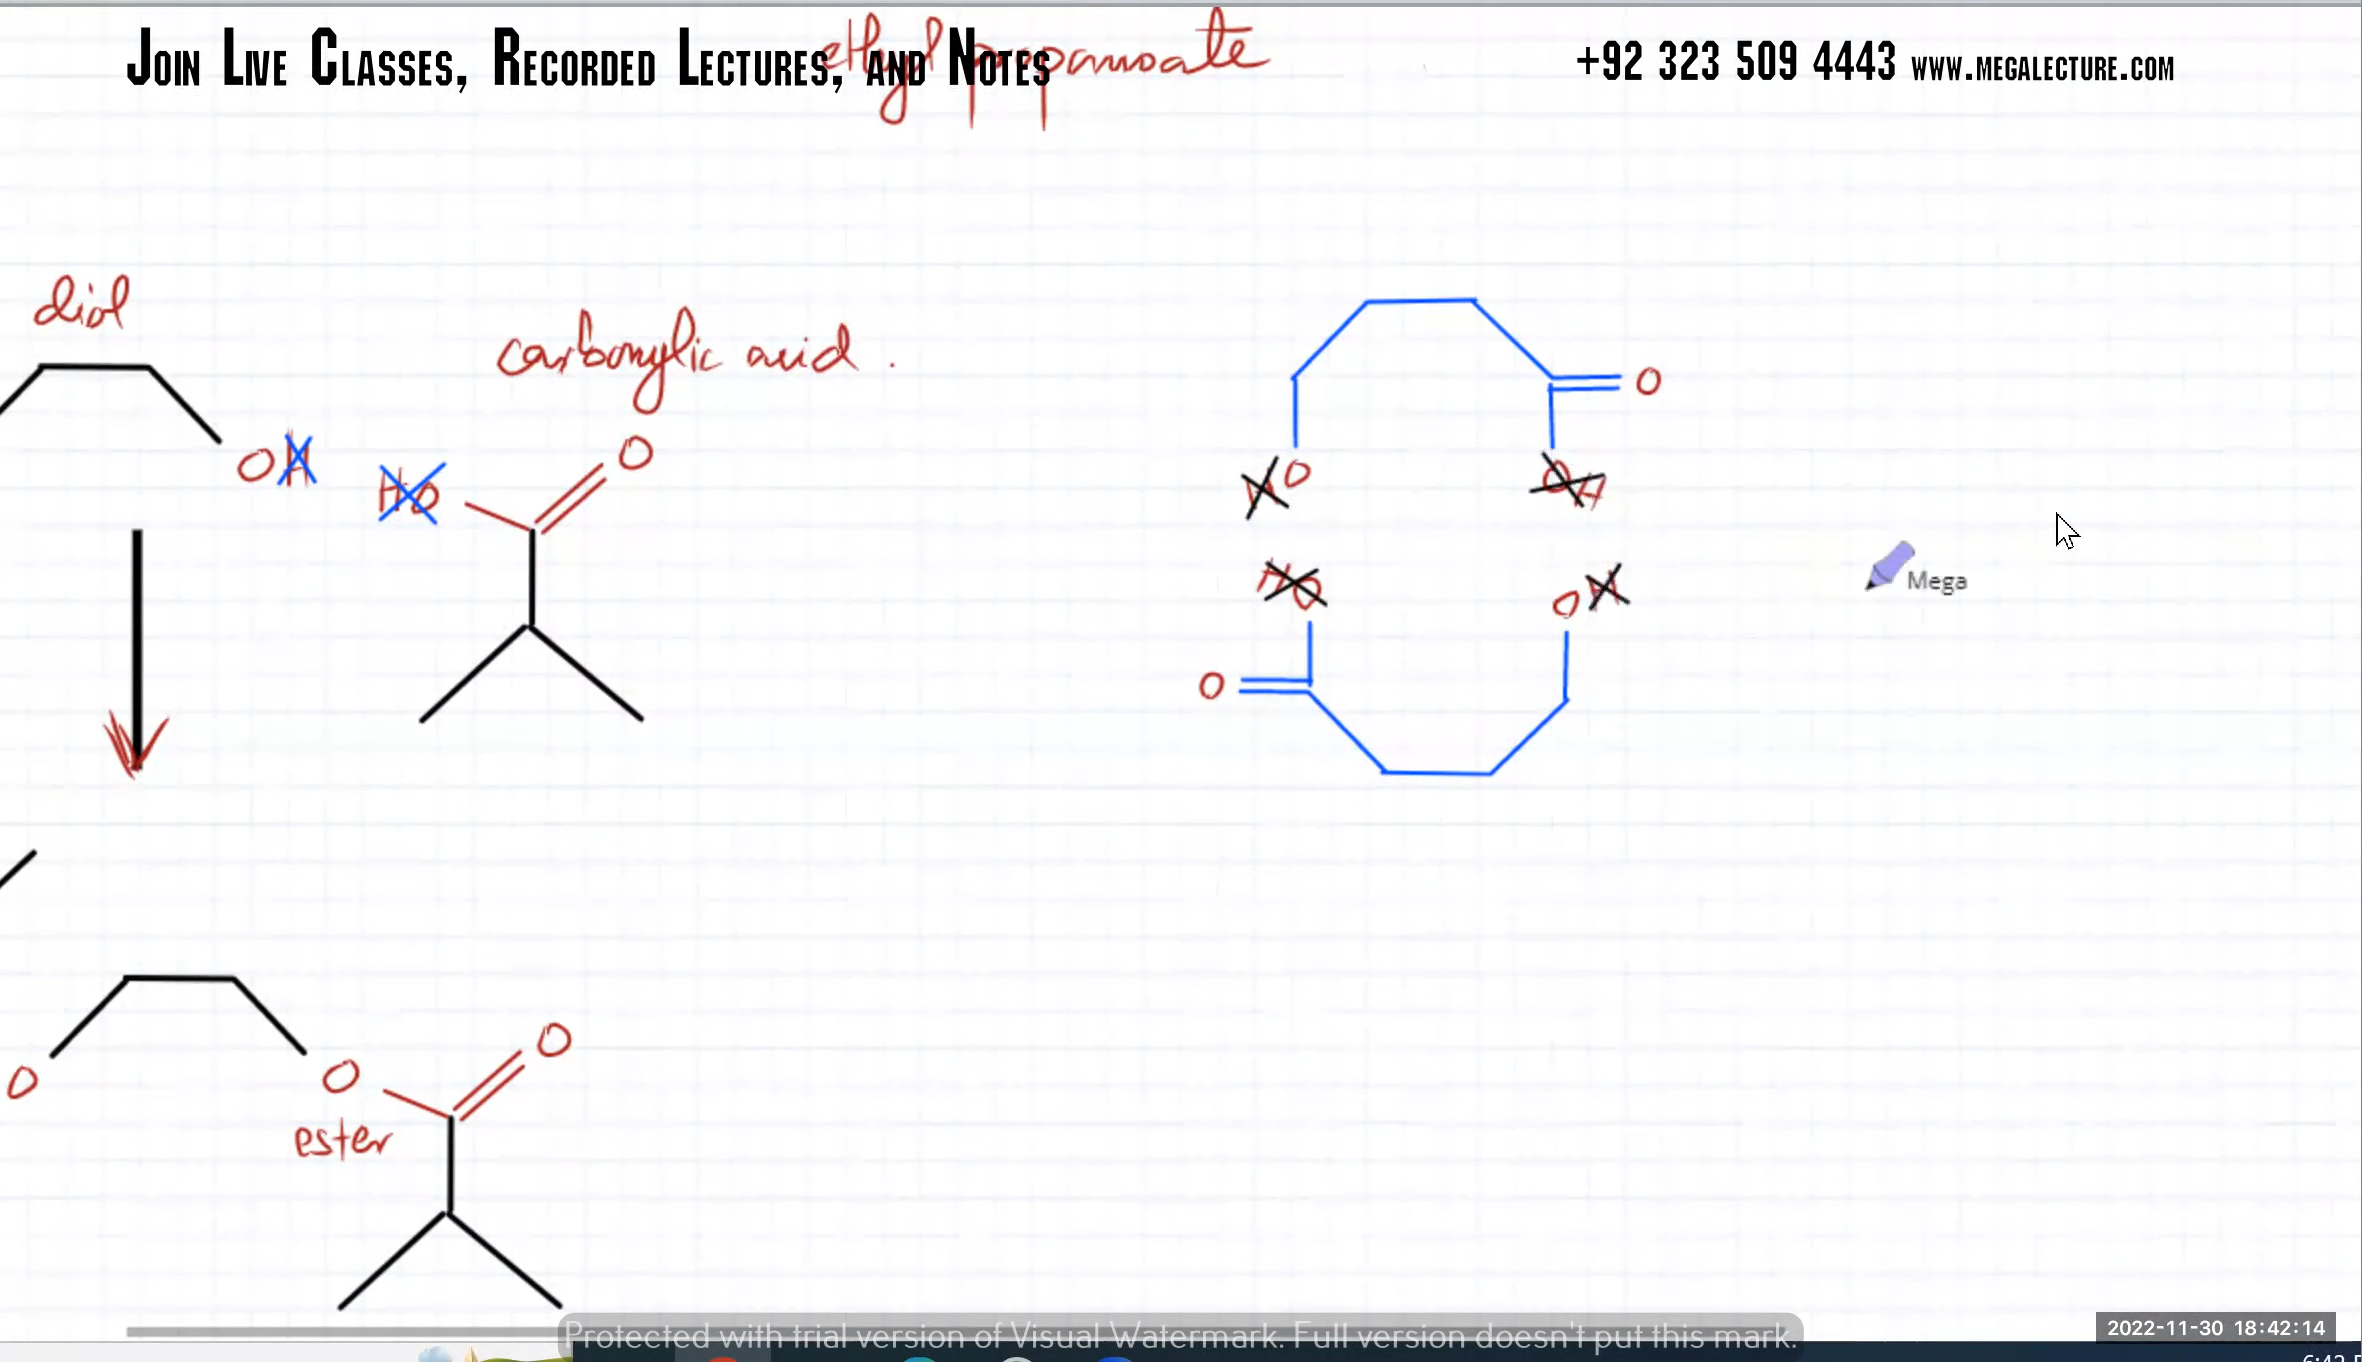 JOIN LIVE CLASSES, RECORDED LECTURES, AND NOTES
+92 323 509 4443 WWW.MEGALECTURE.COM
ethyl propanoate
diol
carboxylic acid .
O
OH
HO
O
O
HO
OH
HO
OH
O
Mega
O
O
O
ester
Protected with trial version of Visual Watermark. Full version doesn't put this mark.
2022-11-30 18:42:14